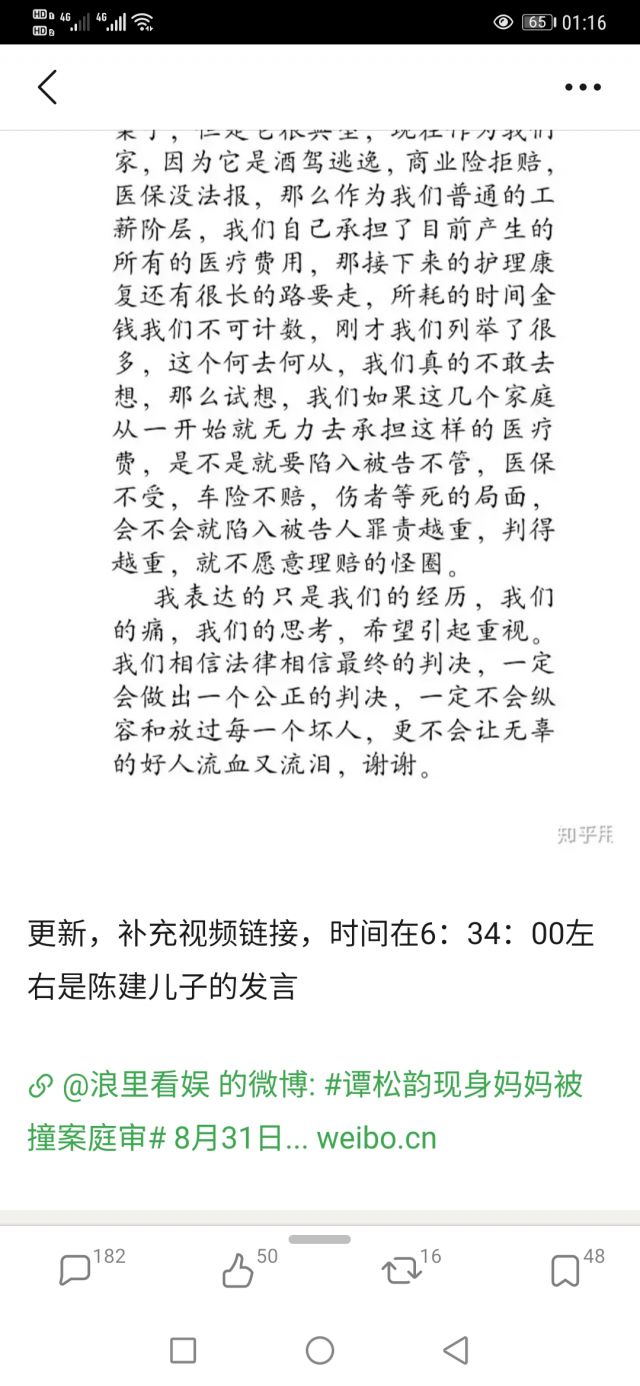 01:16
65
家，因为它是酒驾逃逸，商业险拒赔，
医保没法报，那么作为我们普通的工
薪阶层，我们自己承担了目前产生的
所有的医疗费用，那接下来的护理康
复还有很长的路要走，所耗的时间金
钱我们不可计数，刚才我们列举了很
多，这个何去何从，我们真的不敢去
想，那么试想，我们如果这几个家庭
从一开始就无力去承担这样的医疗
费，是不是就要陷入被告不管，医保
不受，车险不赔，伤者等死的局面，
会不会就陷入被告人罪责越重，判得
越重，就不愿意理赔的怪圈。
我表达的只是我们的经历，我们
的痛，我们的思考，希望引起重视。
我们相信法律相信最终的判决，一定
会做出一个公正的判决，一定不会纵
容和放过每一个坏人，更不会让无辜
的好人流血又流泪，谢谢。
知乎用
更新，补充视频链接，时间在6：34：00左
右是陈建儿子的发言
@浪里看娱 的微博: #谭松韵现身妈妈被
撞案庭审# 8月31日... weibo.cn
182
50
16
48